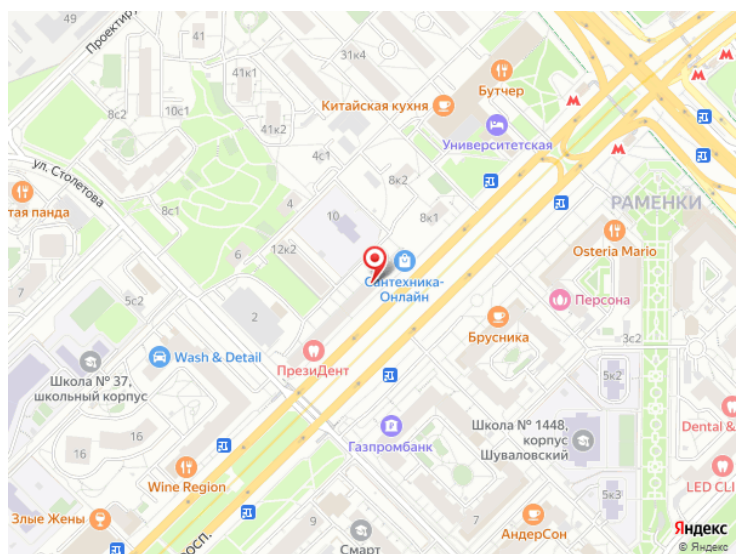 49
Проектиру
31к4
41к1
8с2
10с1
41к2
Бутчер
Китайская кухня
Университетская
4с1
ул. Столетова
8к2
тая панда
8с1
4
10
8к1
РАМЕНКИ
6
12к2
Osteria Mario
7
Сантехника-
Онлайн
Персона
5с2
2
Брусника
3с2
Wash & Detail
ПрезиДент
Школа № 37,
школьный корпус
5к2
Школа № 1448,
корпус
Шуваловский
Газпромбанк
Dental &
16
16
Wine Region
LED CLI
5к3
Злые Жены
РОСП.
9
7
Смарт
АндерСон
Яндекс
© Яндекс